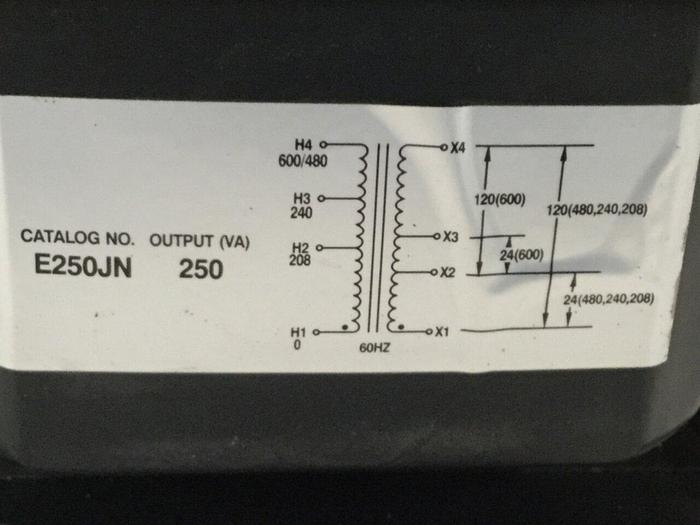 H4
600/480
H3
240
H2
208
H1
0
60HZ
CATALOG NO. OUTPUT (VA)
E250JN 250
X4
X3
X2
X1
120(600)
120(480,240,208)
24(600)
24(480,240,208)